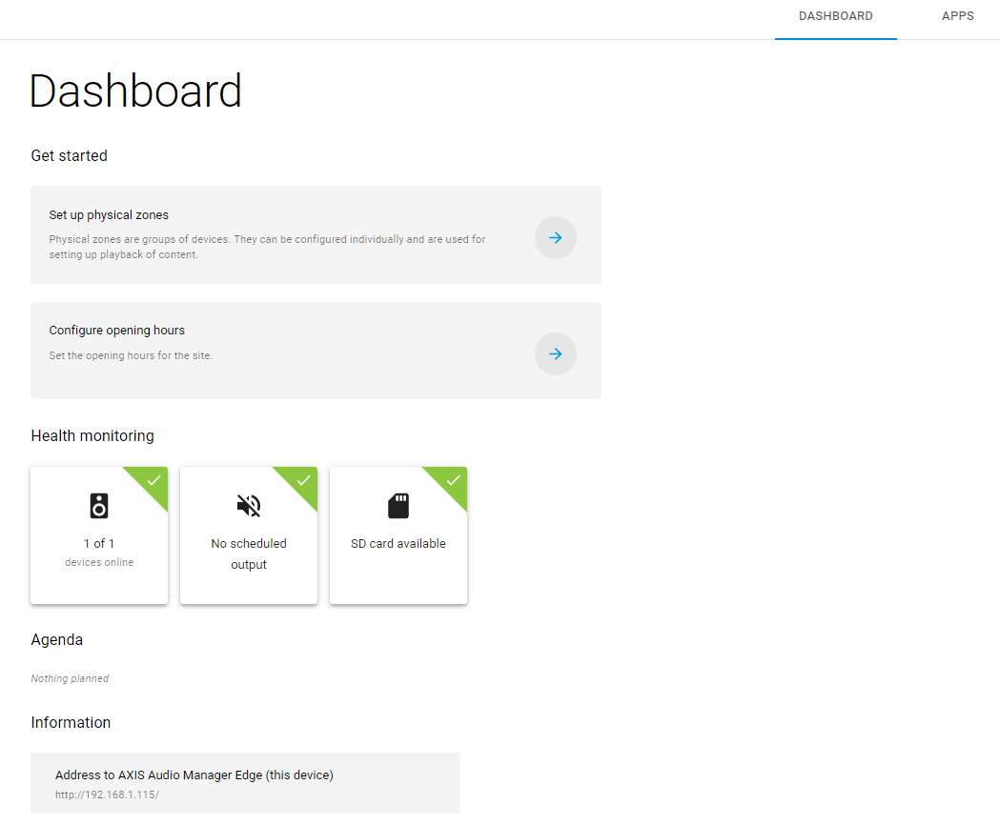 DASHBOARD
APPS
Dashboard
Get started
Set up physical zones
Physical zones are groups of devices. They can be configured individually and are used for
setting up playback of content.
Configure opening hours
Set the opening hours for the site.
Health monitoring
1 of 1
devices online
No scheduled
output
SD card available
Agenda
Nothing planned
Information
Address to AXIS Audio Manager Edge (this device)
http://192.168.1.115/